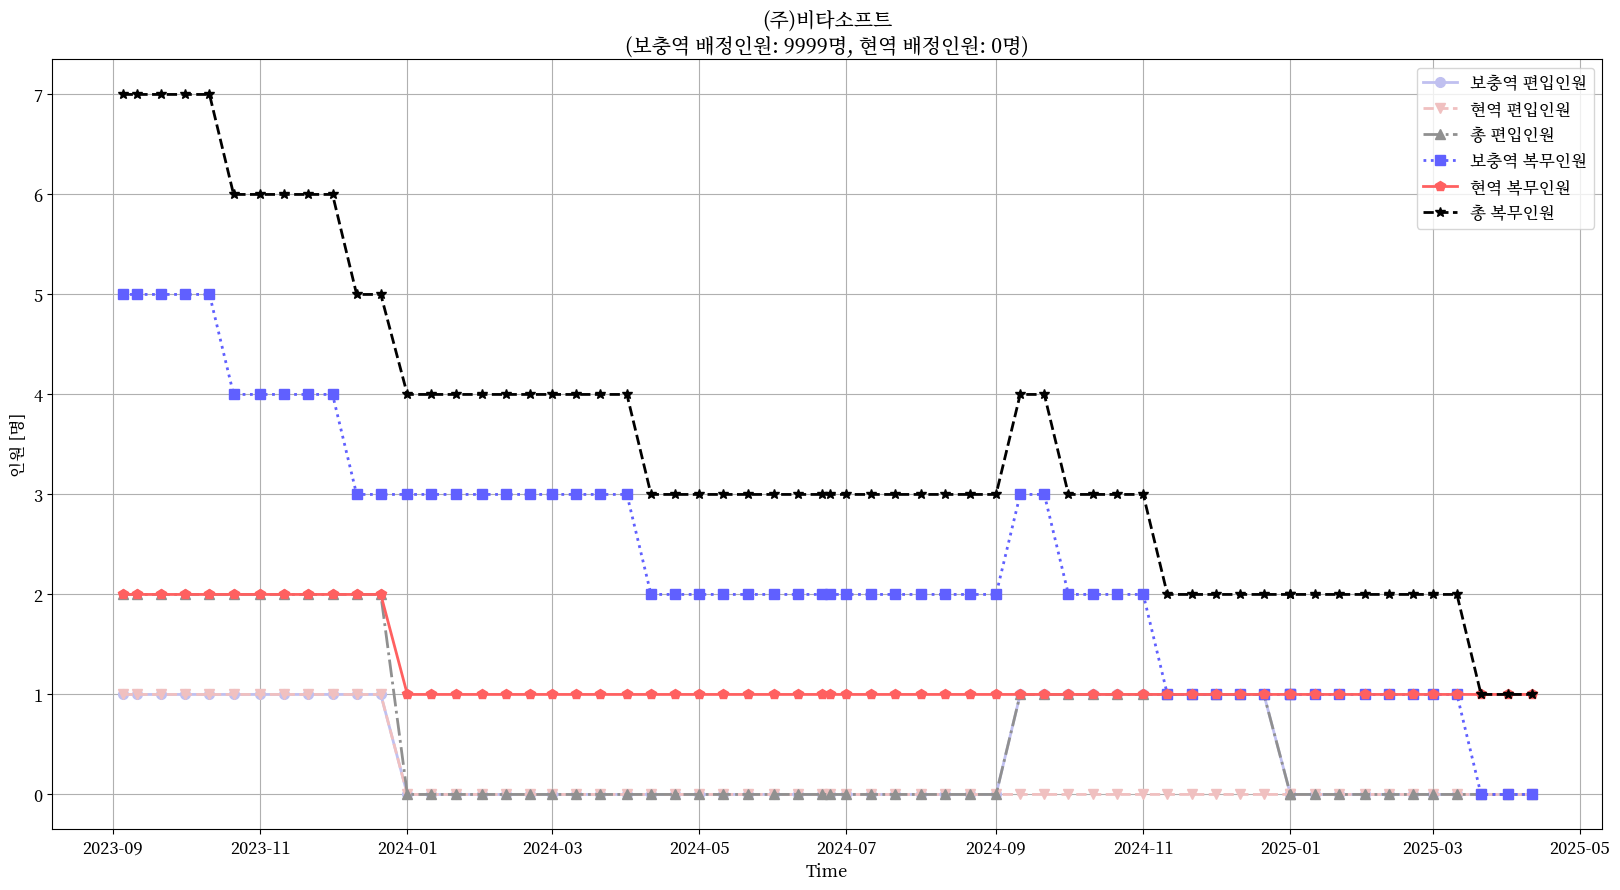 (주)비타소프트
(보충역 배정인원: 9999명, 현역 배정인원: 0명)
보충역 편입인원
현역 편입인원
총 편입인원
보충역 복무인원
현역 복무인원
총 복무인원
인원 [명]
7
6
5
4
3
2
1
0
2023-09
2023-11
2024-01
2024-03
2024-05
2024-07
2024-09
2024-11
2025-01
2025-03
2025-05
Time